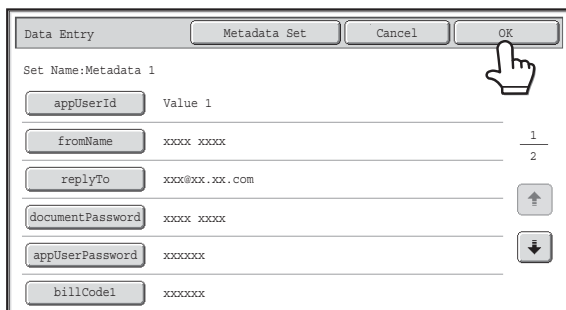 Data Entry Metadata Set Cancel OK
Set Name:Metadata 1
appUserId Value 1
fromName xxxx xxxx
replyTo xxx@xx.xx.com
documentPassword xxxx xxxx
appUserPassword xxxxxx
billCode1 xxxxxx
1
2